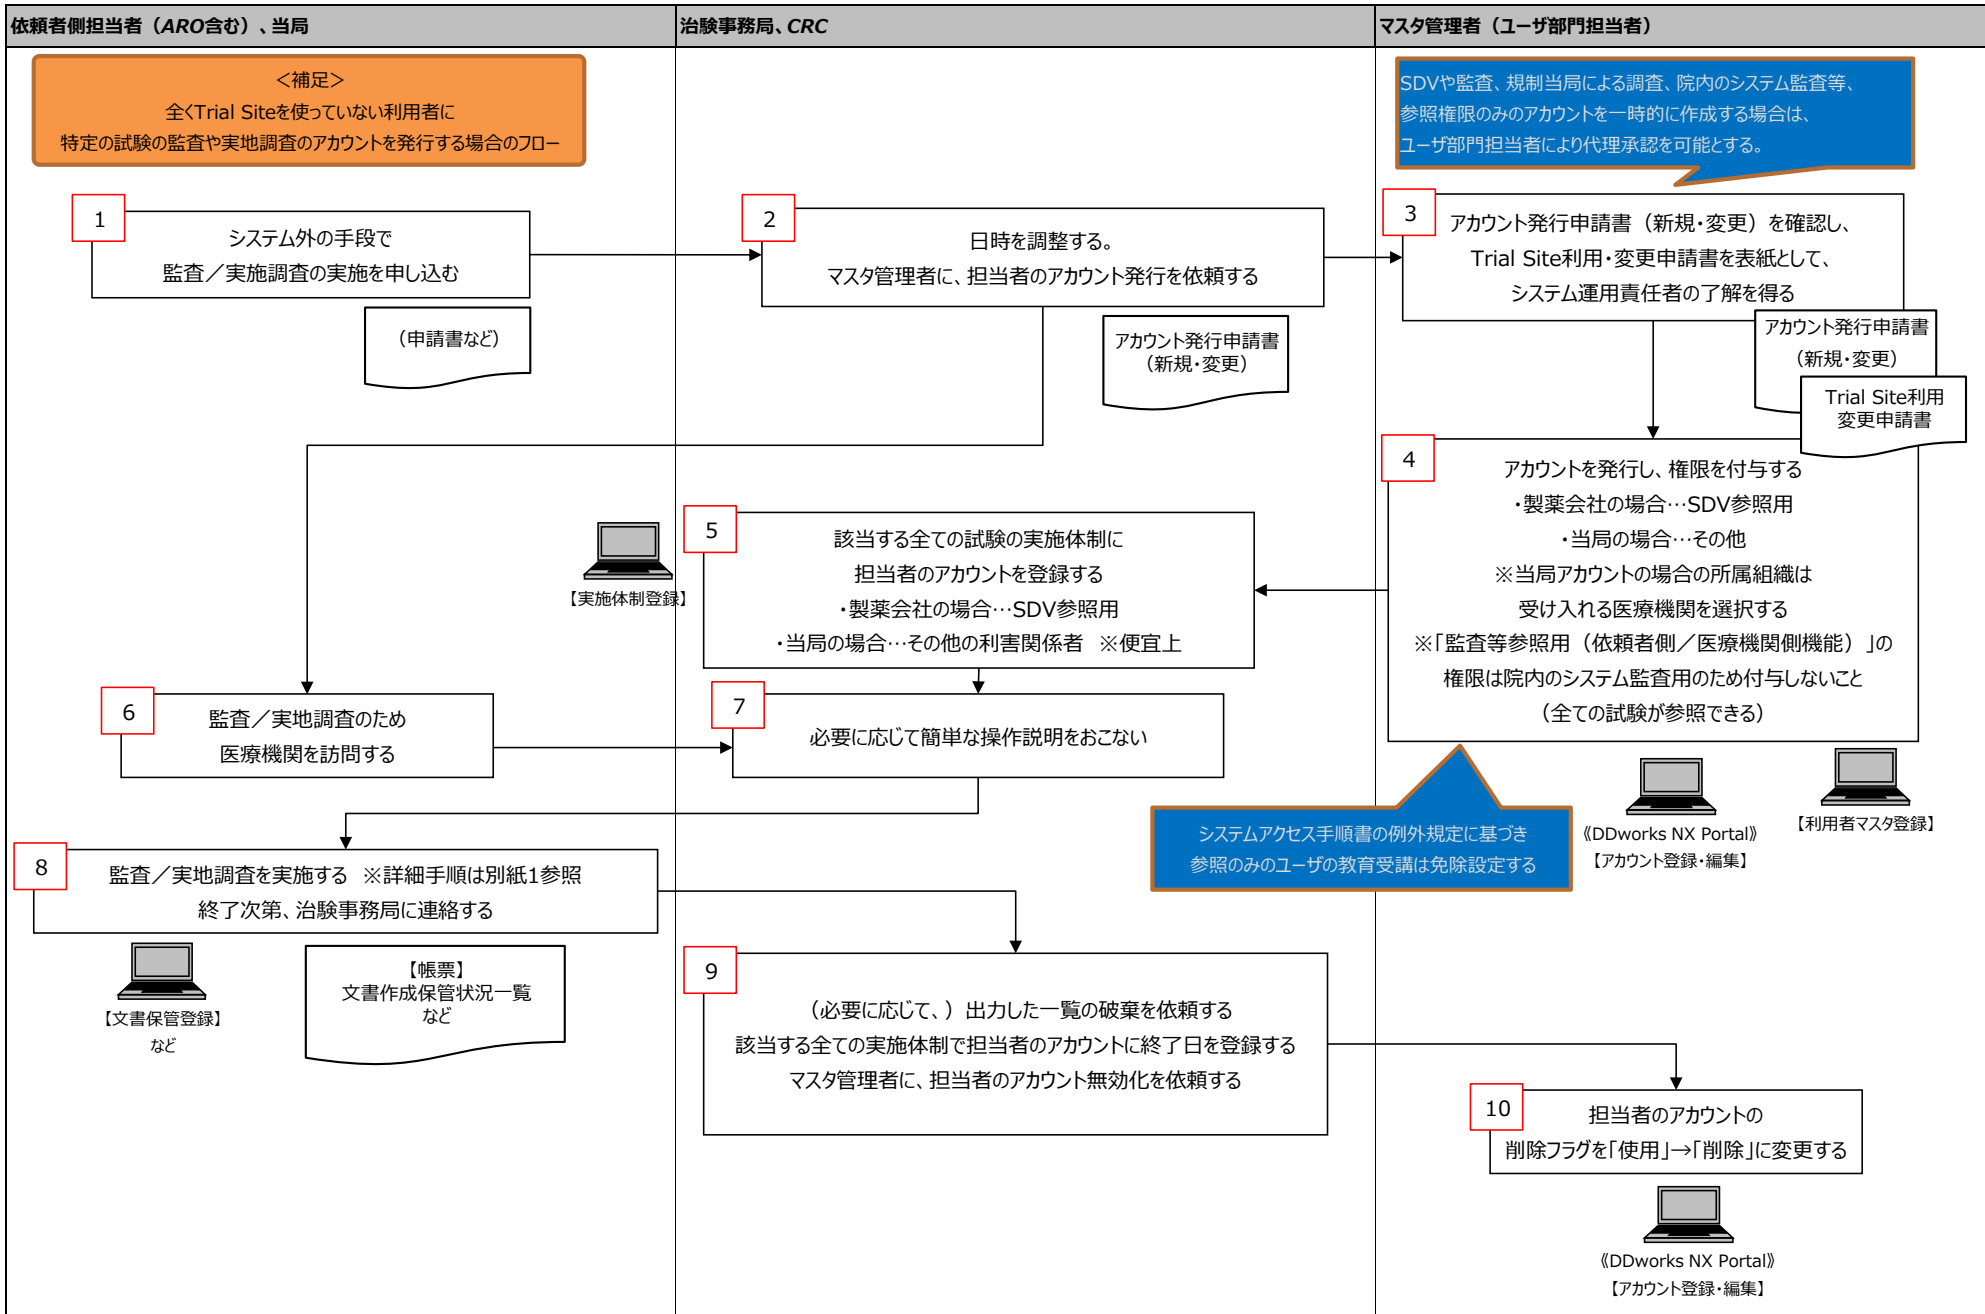 依頼者側担当者（ARO含む）、当局
治験事務局、CRC
マスタ管理者（ユーザ部門担当者）
＜補足＞
全くTrial Siteを使っていない利用者に
特定の試験の監査や実地調査のアカウントを発行する場合のフロー
SDVや監査、規制当局による調査、院内のシステム監査等、
参照権限のみのアカウントを一時的に作成する場合は、
ユーザ部門担当者により代理承認を可能とする。
1
システム外の手段で
監査／実施調査の実施を申し込む
（申請書など）
2
日時を調整する。
マスタ管理者に、担当者のアカウント発行を依頼する
アカウント発行申請書
（新規・変更）
3
アカウント発行申請書（新規・変更）を確認し、
Trial Site利用・変更申請書を表紙として、
システム運用責任者の了解を得る
アカウント発行申請書
（新規・変更）
Trial Site利用
変更申請書
4
アカウントを発行し、権限を付与する
・製薬会社の場合…SDV参照用
・当局の場合…その他
※当局アカウントの場合の所属組織は
受け入れる医療機関を選択する
※「監査等参照用（依頼者側／医療機関側機能）」の
権限は院内のシステム監査用のため付与しないこと
（全ての試験が参照できる）
《DDworks NX Portal》
【アカウント登録・編集】
【利用者マスタ登録】
システムアクセス手順書の例外規定に基づき
参照のみのユーザの教育受講は免除設定する
5
該当する全ての試験の実施体制に
担当者のアカウントを登録する
・製薬会社の場合…SDV参照用
・当局の場合…その他の利害関係者　※便宜上
【実施体制登録】
6
監査／実地調査のため
医療機関を訪問する
7
必要に応じて簡単な操作説明をおこない
8
監査／実地調査を実施する　※詳細手順は別紙1参照
終了次第、治験事務局に連絡する
【文書保管登録】
など
【帳票】
文書作成保管状況一覧
など
9
（必要に応じて、）出力した一覧の破棄を依頼する
該当する全ての実施体制で担当者のアカウントに終了日を登録する
マスタ管理者に、担当者のアカウント無効化を依頼する
10
担当者のアカウントの
削除フラグを「使用」→「削除」に変更する
《DDworks NX Portal》
【アカウント登録・編集】